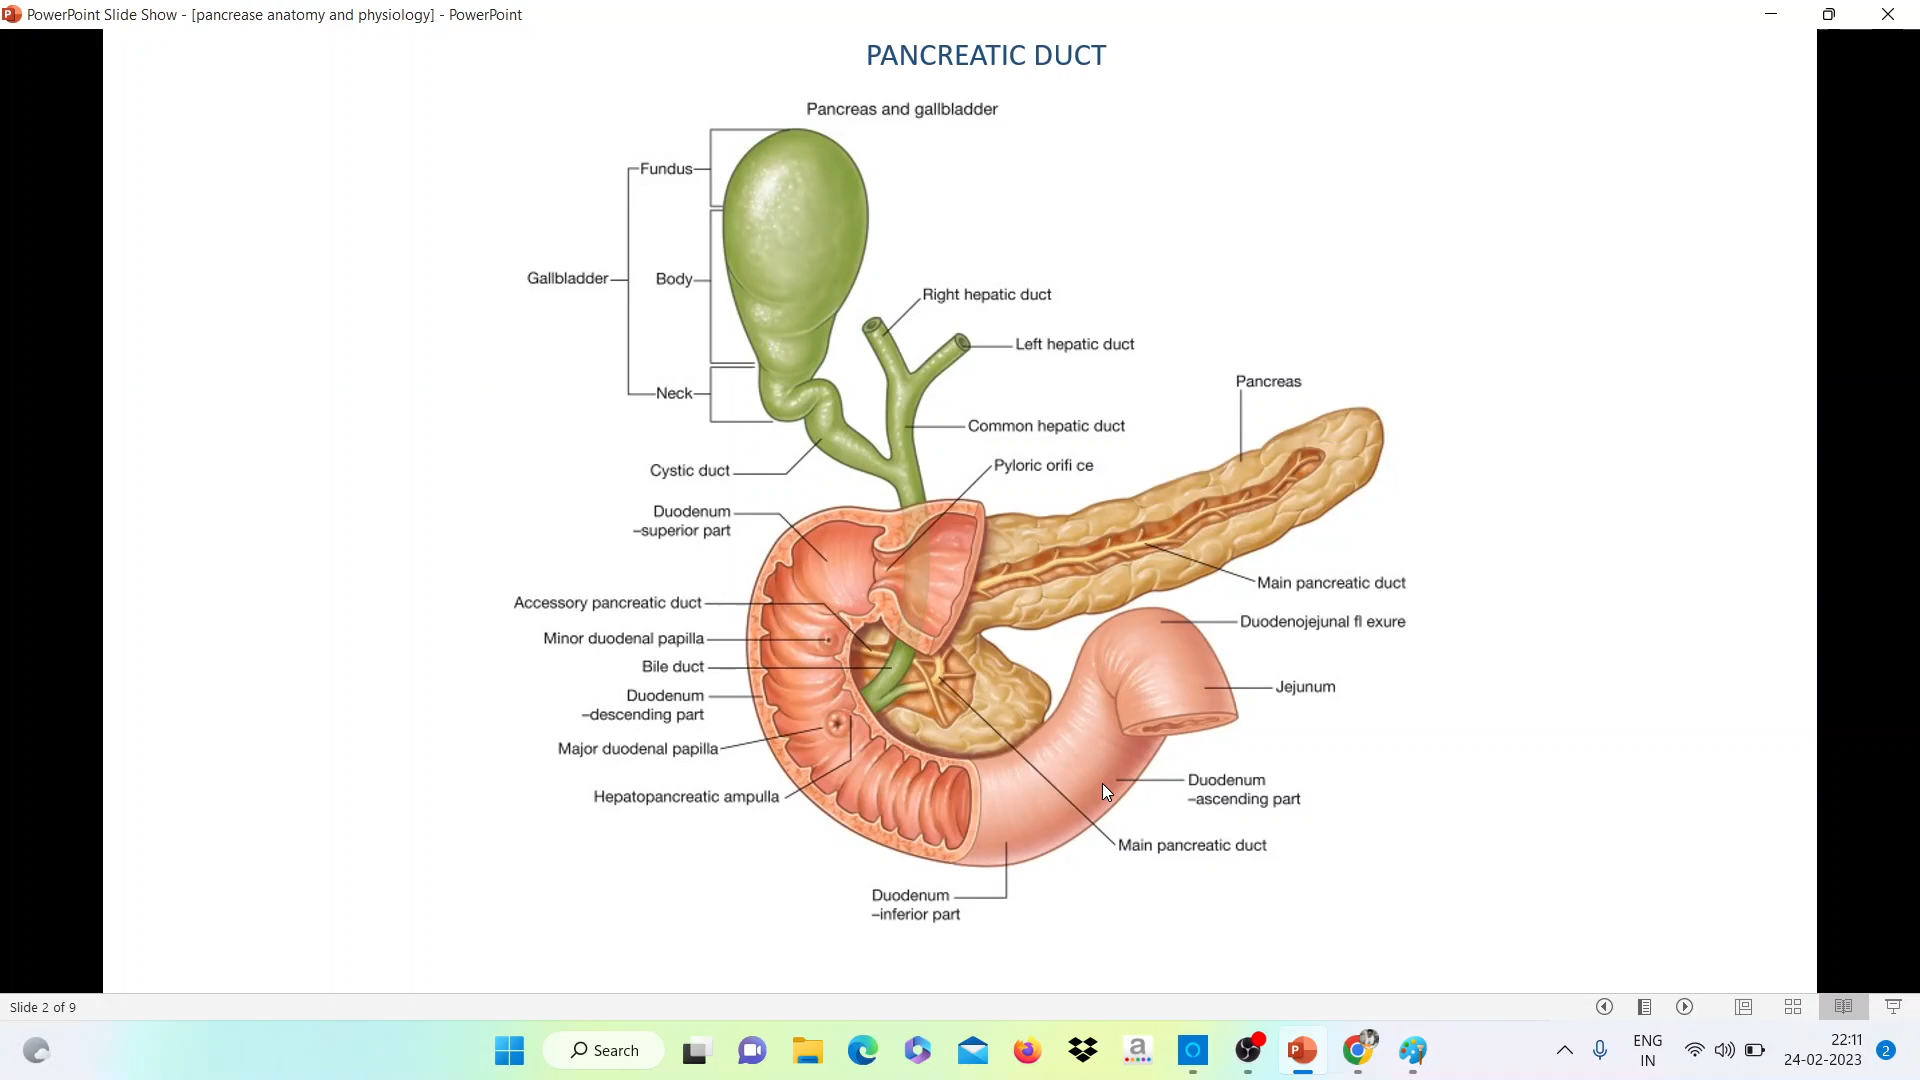 PowerPoint Slide Show - [pancrease anatomy and physiology] - PowerPoint
PANCREATIC DUCT
Pancreas and gallbladder
Fundus
Gallbladder
Body
Right hepatic duct
Left hepatic duct
Neck
Pancreas
Common hepatic duct
Cystic duct
Pyloric orifi ce
Duodenum
–superior part
Main pancreatic duct
Accessory pancreatic duct
Duodenojejunal fl exure
Minor duodenal papilla
Bile duct
Jejunum
Duodenum
–descending part
Major duodenal papilla
Duodenum
–ascending part
Hepatopancreatic ampulla
Main pancreatic duct
Duodenum
–inferior part
Slide 2 of 9
Search
a
ENG
IN
22:11
24-02-2023
2